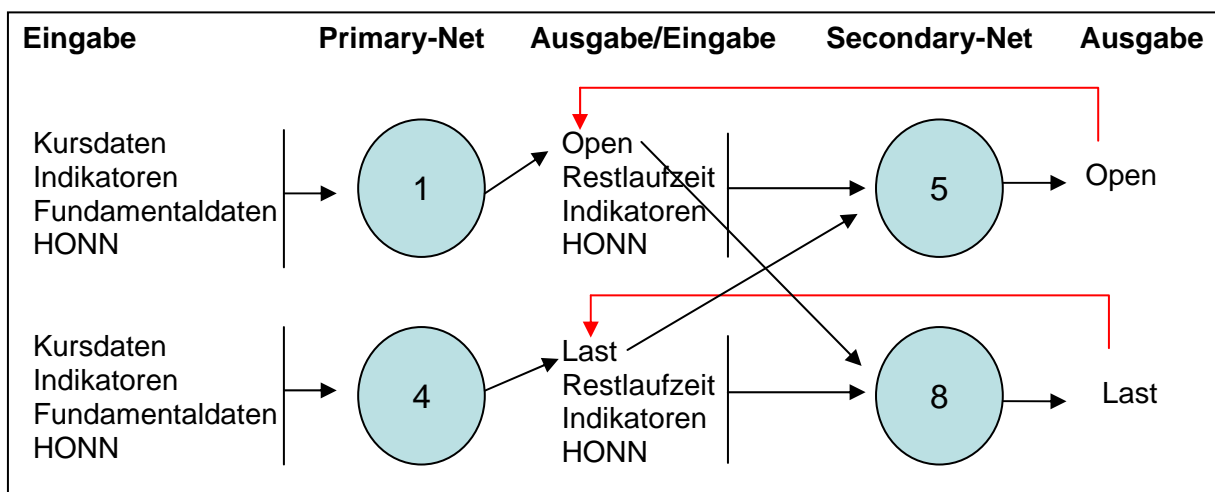 Eingabe Primary-Net Ausgabe/Eingabe Secondary-Net Ausgabe
Kursdaten
Indikatoren
Fundamentaldaten
HONN
1
Open
Restlaufzeit
Indikatoren
HONN
5
Open
Kursdaten
Indikatoren
Fundamentaldaten
HONN
4
Last
Restlaufzeit
Indikatoren
HONN
8
Last